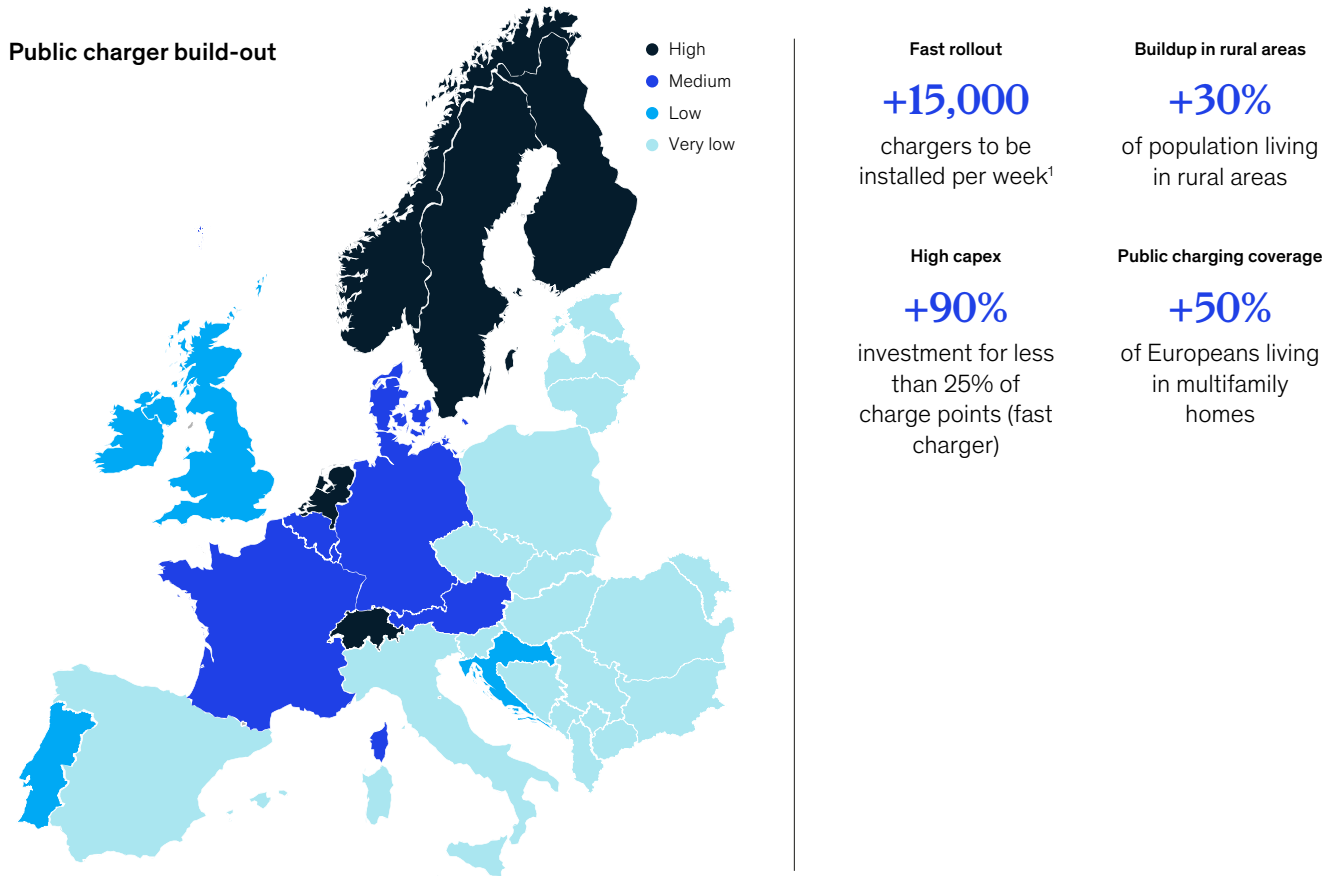 Public charger build-out
High
Medium
Low
Very low
Fast rollout
+15,000
chargers to be
installed per week¹
Buildup in rural areas
+30%
of population living
in rural areas
High capex
+90%
investment for less
than 25% of
charge points (fast
charger)
Public charging coverage
+50%
of Europeans living
in multifamily
homes